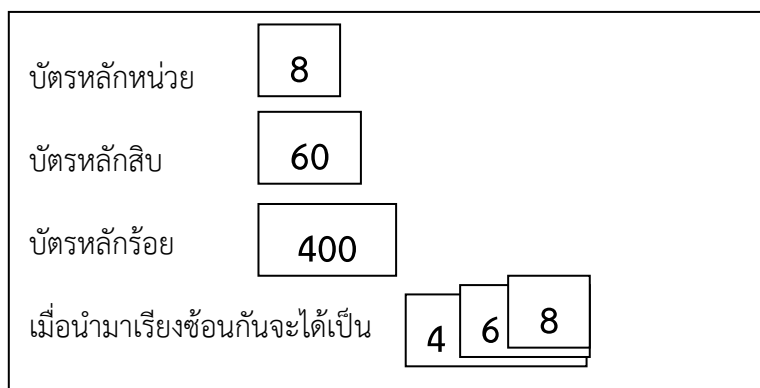 บัตรหลักหน่วย 8
บัตรหลักสิบ 60
บัตรหลักร้อย 400
เมื่อนำมาเรียงซ้อนกันจะได้เป็น 4 6 8